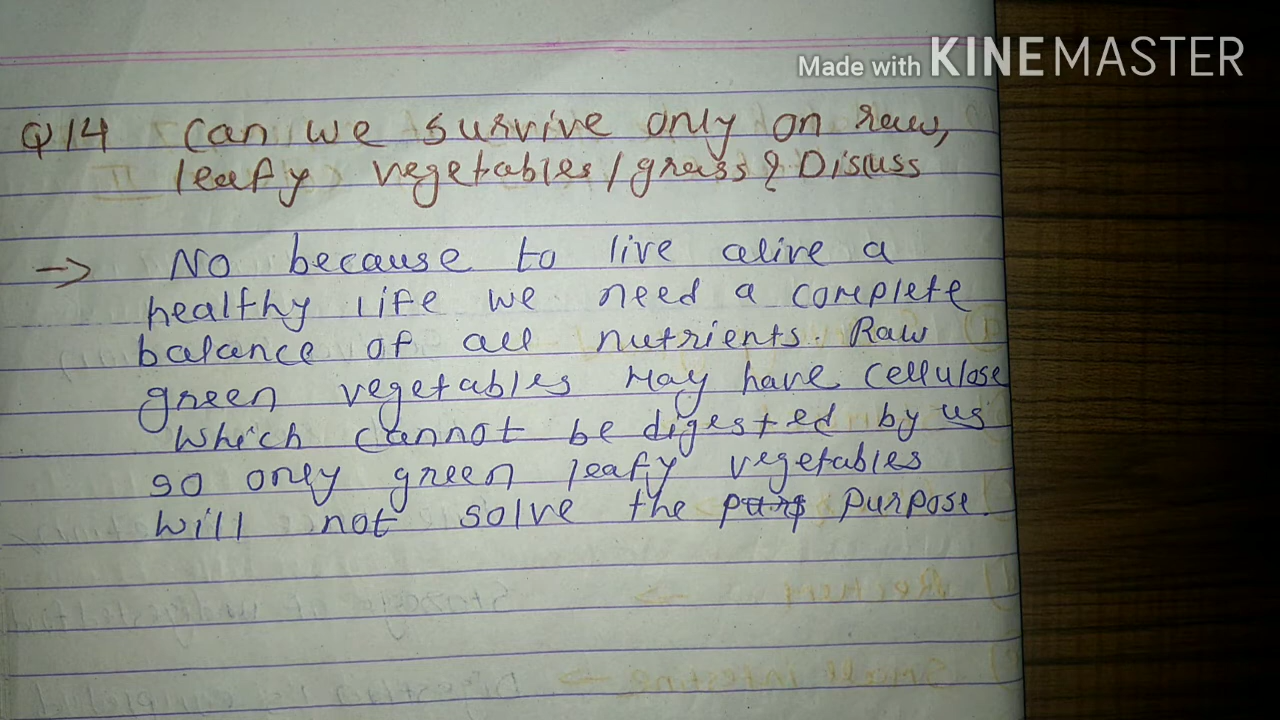 Made with KINEMASTER
Q14 Can we survive only on raw,
leafy vegetables/grass? Discuss
-> No because to live alive a
healthy life we need a complete
balance of all nutrients. Raw
green vegetables may have cellulose
which cannot be digested by us
so only green leafy vegetables
will not solve the purp purpose.